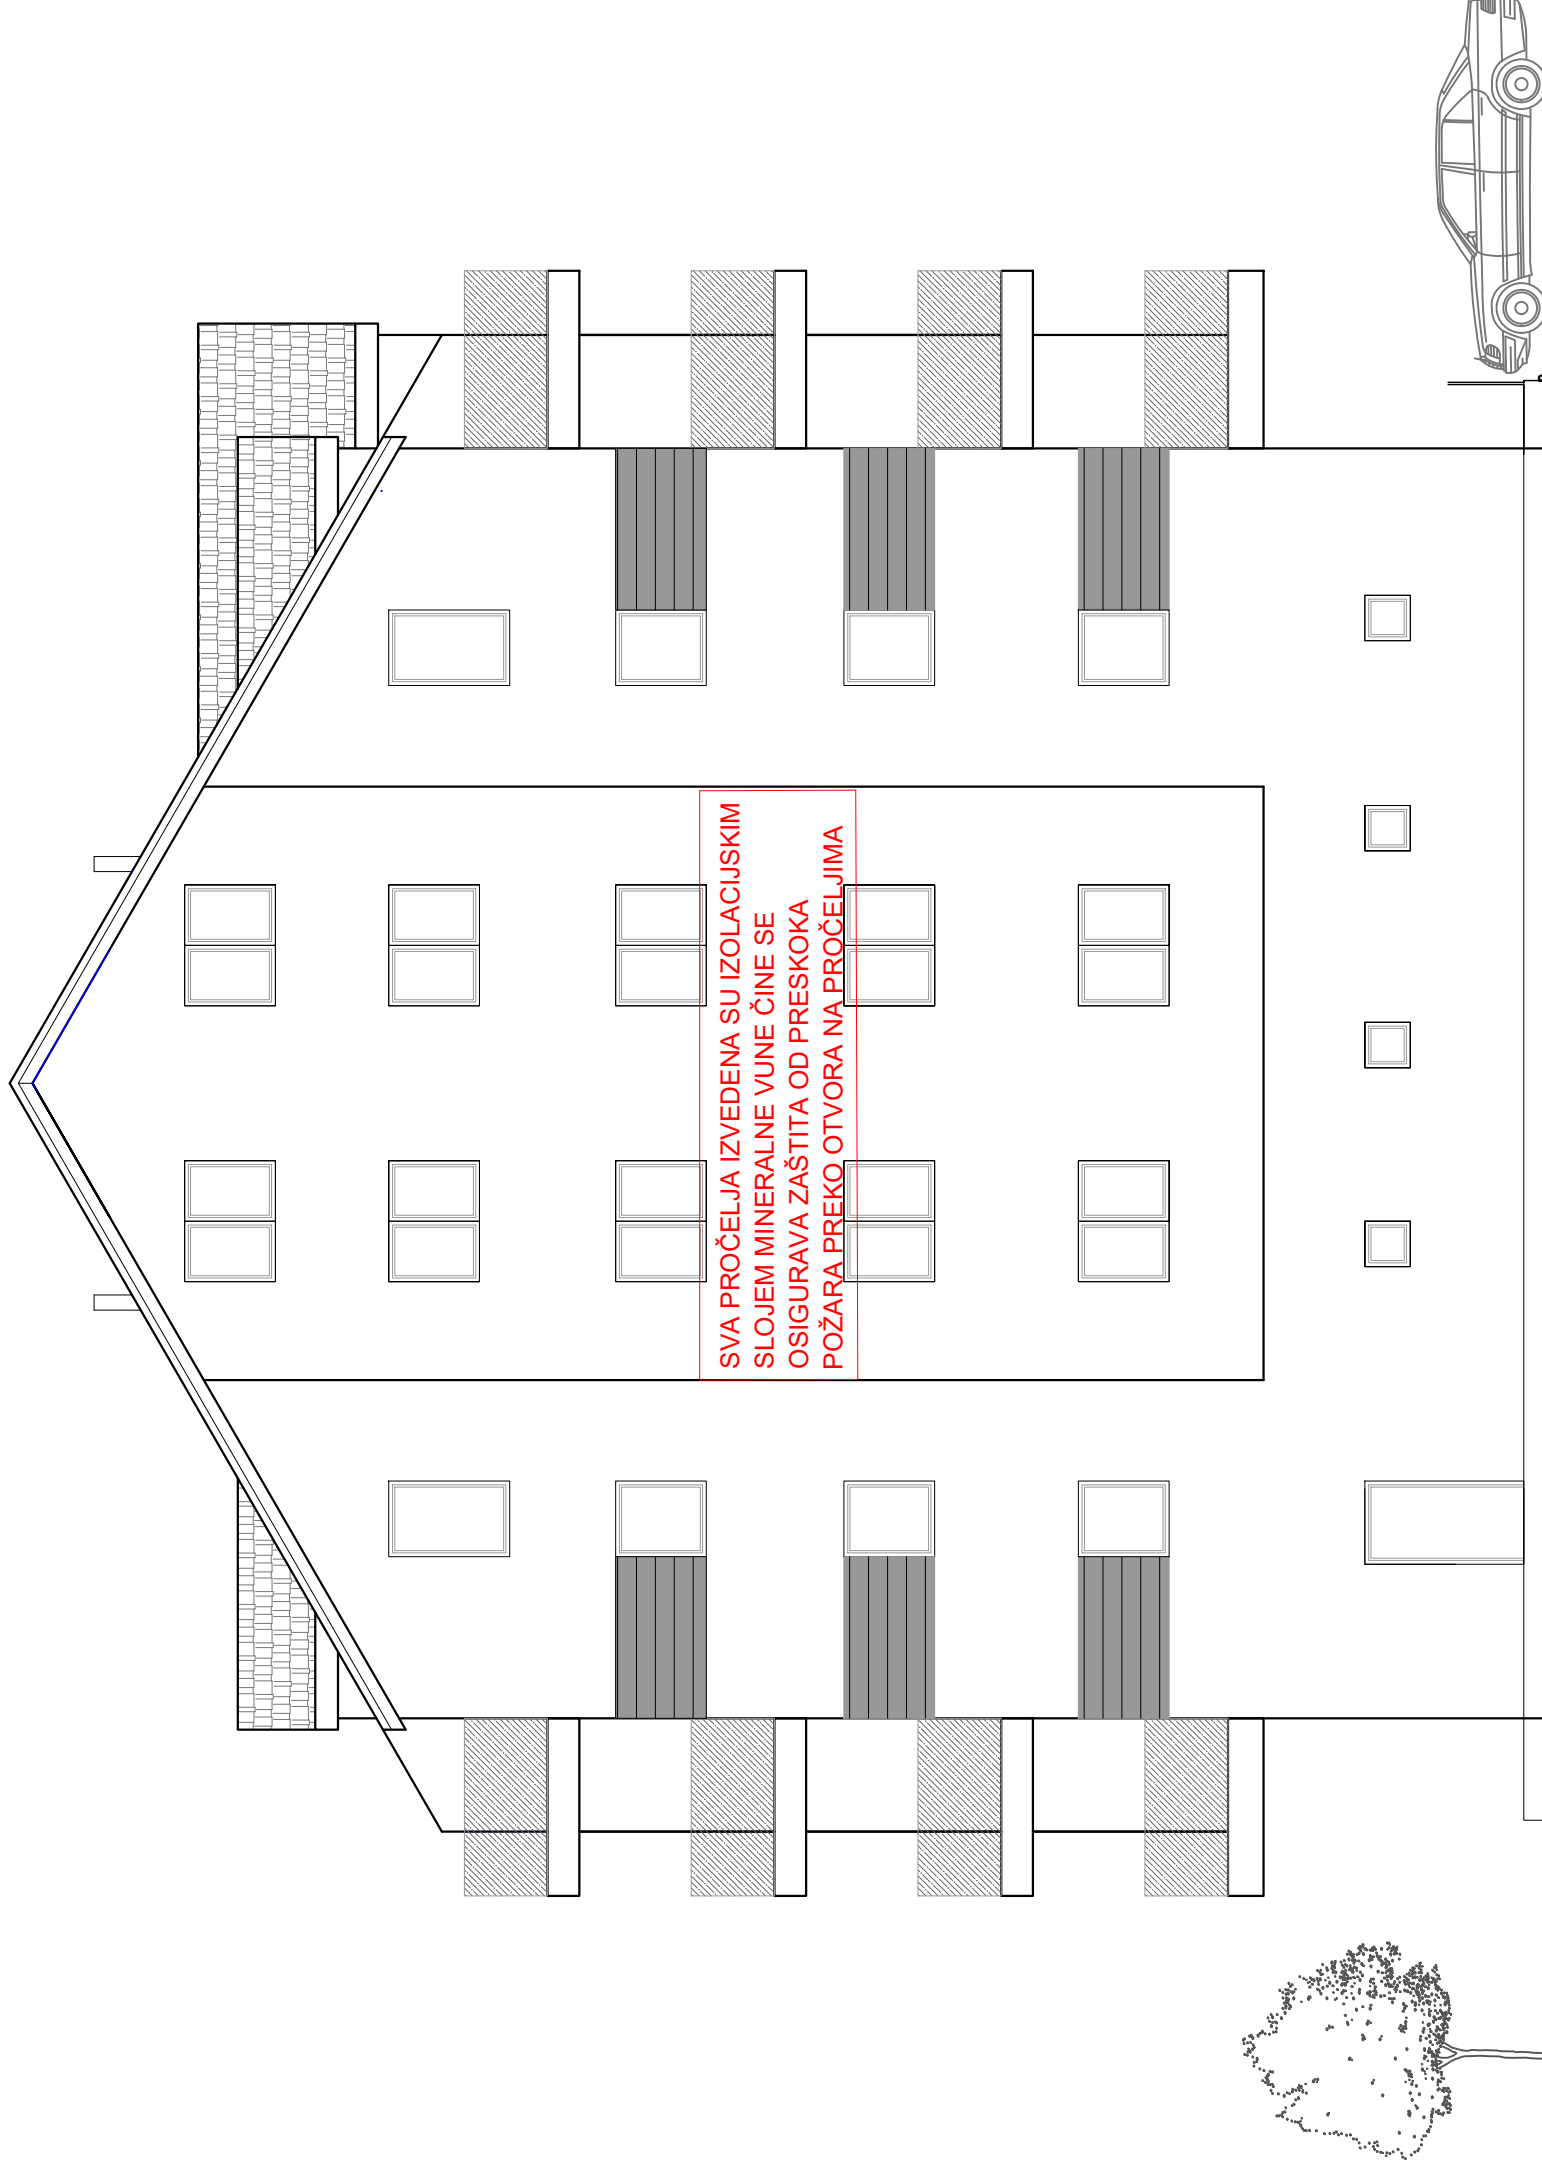 SVA PROČELJA IZVEDENA SU IZOLACIJSKIM
SLOJEM MINERALNE VUNE ČINE SE
OSIGURAVA ZAŠTITA OD PRESKOKA
POŽARA PREKO OTVORA NA PROČELJIMA